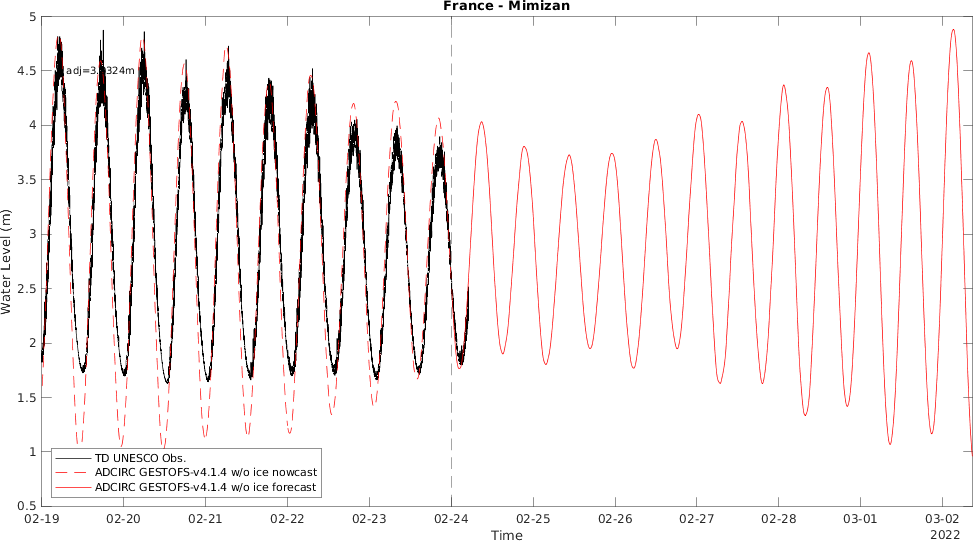 France - Mimizan
5
4.5
4
3.5
3
2.5
2
1.5
1
0.5
Water Level (m)
TD UNESCO Obs.
ADCIRC GESTOFS-v4.1.4 w/o ice nowcast
ADCIRC GESTOFS-v4.1.4 w/o ice forecast
02-19 02-20 02-21 02-22 02-23 02-24 02-25 02-26 02-27 02-28 03-01 03-02
Time
2022